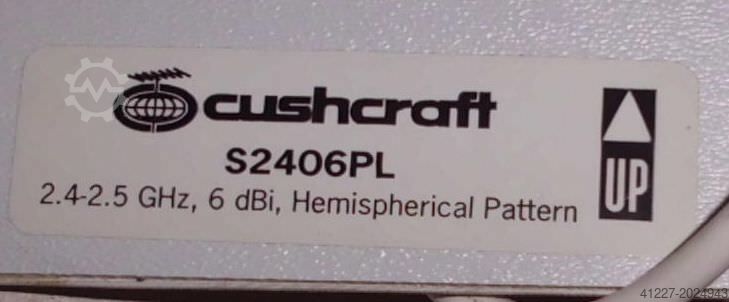 cushcraft
S2406PL
2.4-2.5 GHz, 6 dBi, Hemispherical Pattern
UP
41227-2024943